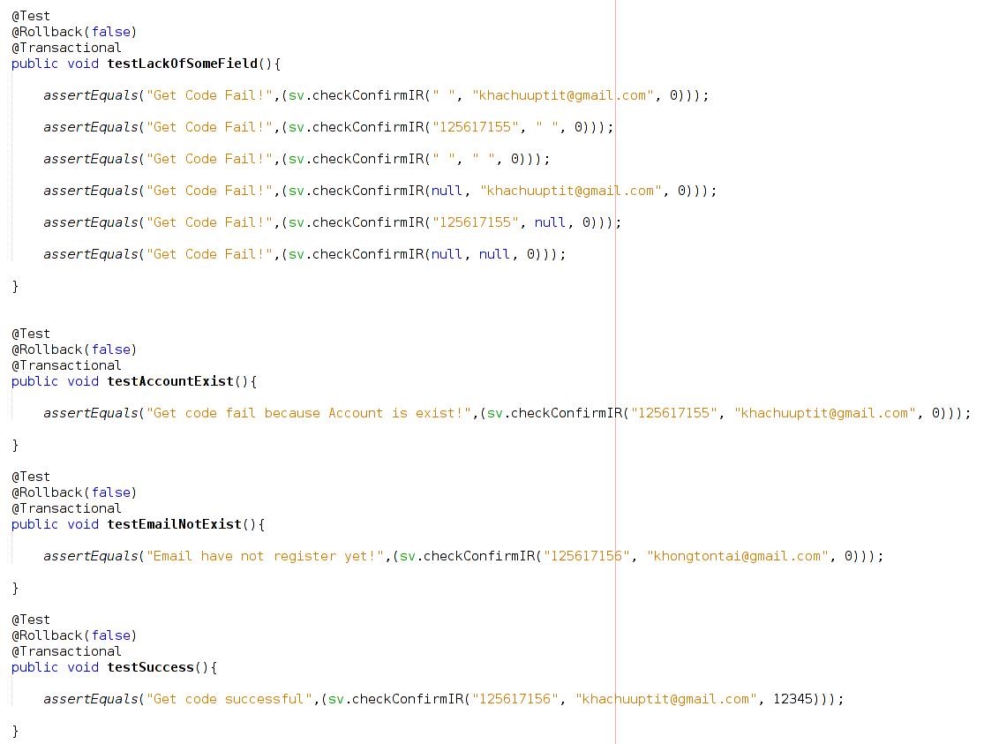 @Test
@Rollback(false)
@Transactional
public void testLackOfSomeField(){
assertEquals("Get Code Fail!",(sv.checkConfirmIR(" ", "khachuuptit@gmail.com", 0)));
assertEquals("Get Code Fail!",(sv.checkConfirmIR("125617155", " ", 0)));
assertEquals("Get Code Fail!",(sv.checkConfirmIR(" ", " ", 0)));
assertEquals("Get Code Fail!",(sv.checkConfirmIR(null, "khachuuptit@gmail.com", 0)));
assertEquals("Get Code Fail!",(sv.checkConfirmIR("125617155", null, 0)));
assertEquals("Get Code Fail!",(sv.checkConfirmIR(null, null, 0)));
}
@Test
@Rollback(false)
@Transactional
public void testAccountExist(){
assertEquals("Get code fail because Account is exist!",(sv.checkConfirmIR("125617155", "khachuuptit@gmail.com", 0)));
}
@Test
@Rollback(false)
@Transactional
public void testEmailNotExist(){
assertEquals("Email have not register yet!",(sv.checkConfirmIR("125617156", "khongtontai@gmail.com", 0)));
}
@Test
@Rollback(false)
@Transactional
public void testSuccess(){
assertEquals("Get code successful",(sv.checkConfirmIR("125617156", "khachuuptit@gmail.com", 12345)));
}